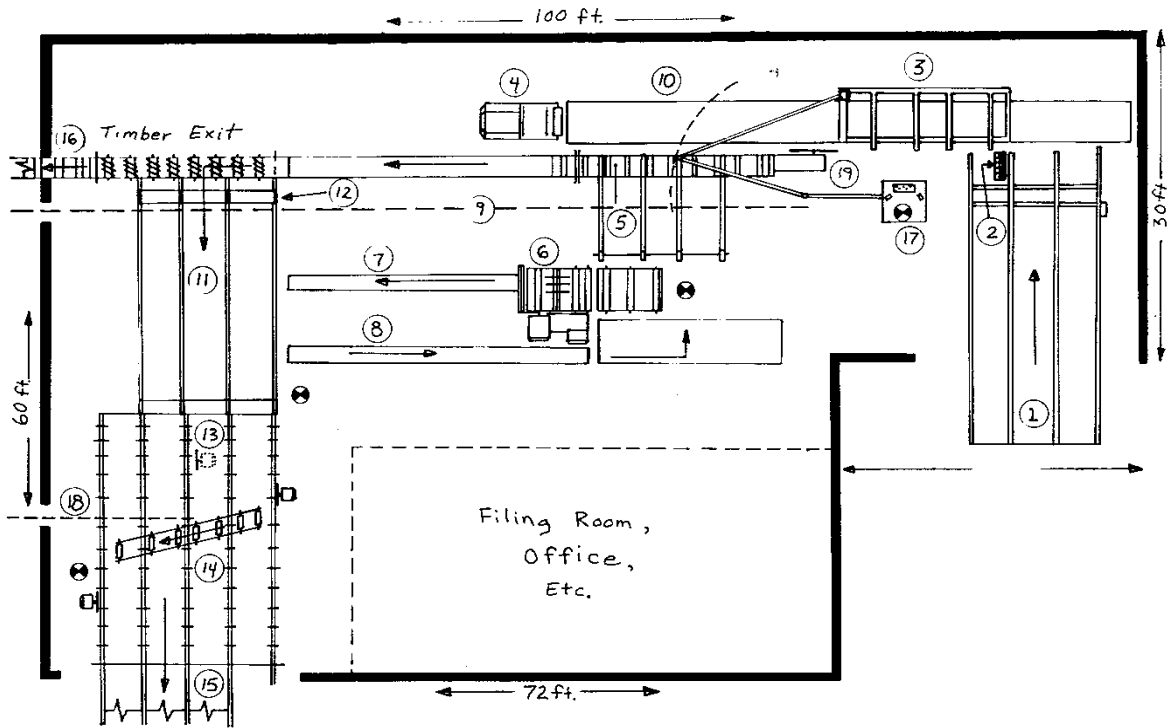 100 ft.
30 ft.
3
10
4
16
Timber Exit
19
12
9
5
17
2
11
7
6
8
1
60 ft.
13
18
14
Filing Room,
Office,
Etc.
15
72 ft.